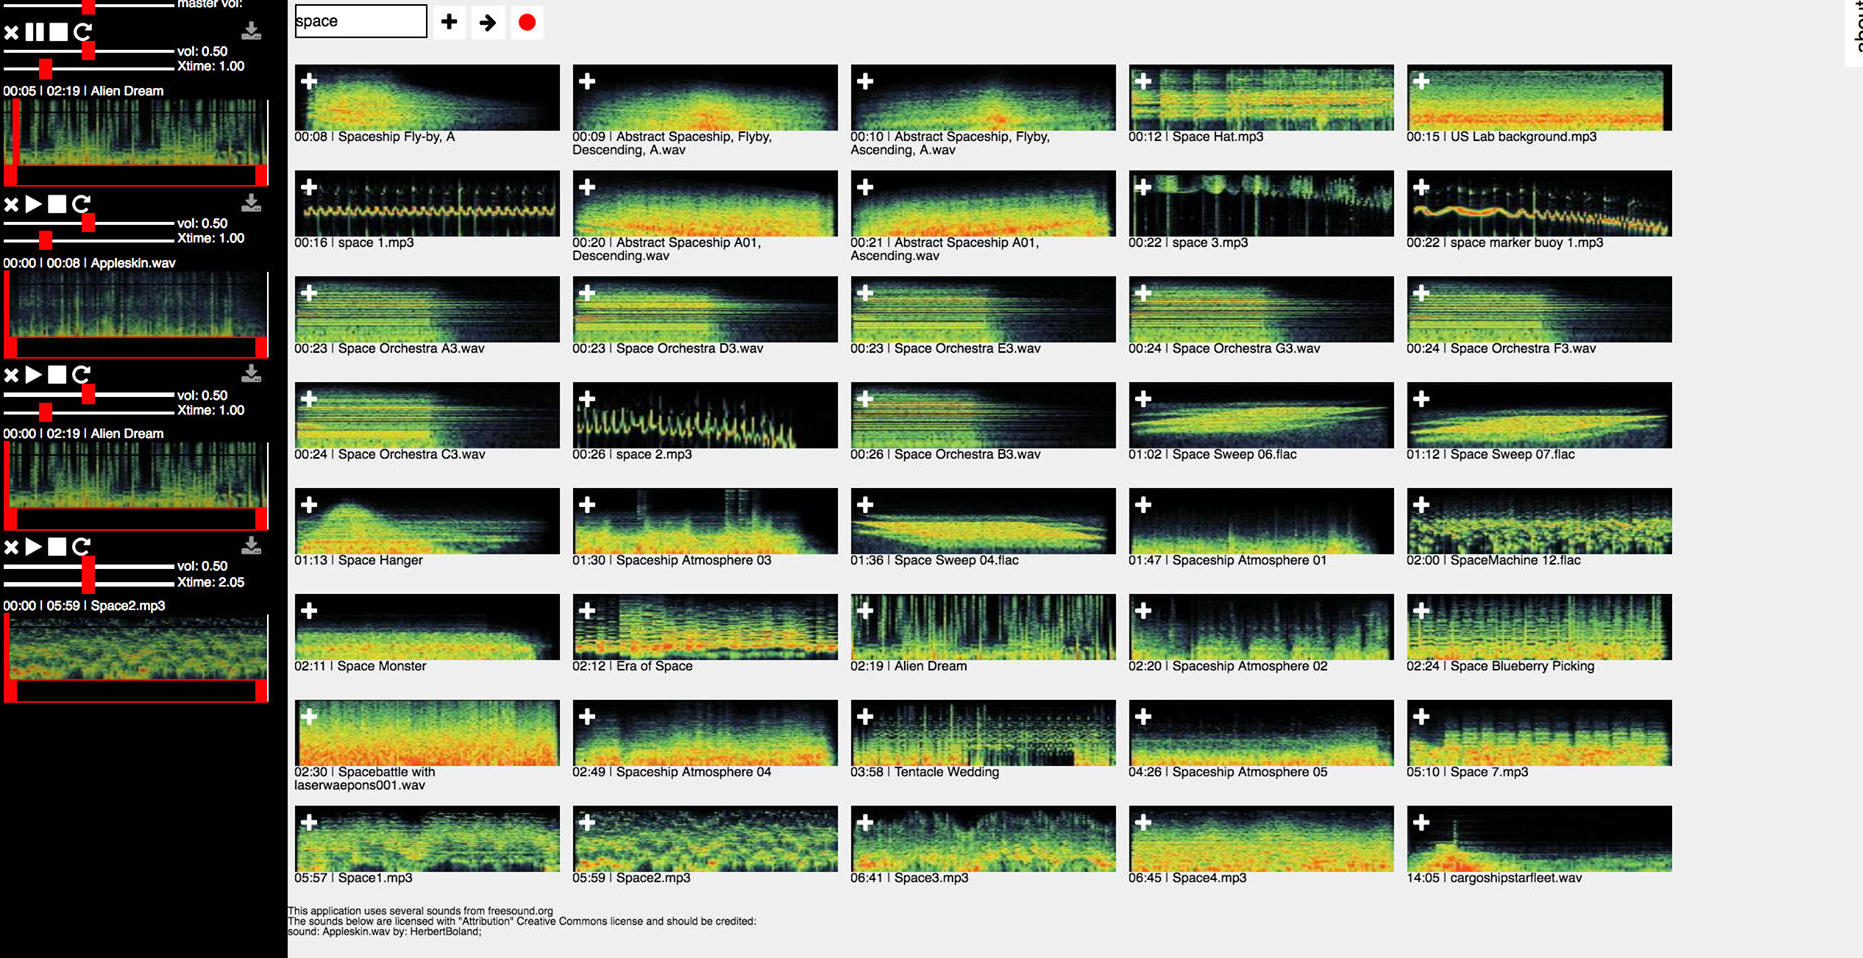 master vol:
vol: 0.50
Xtime: 1.00
00:05 | 02:19 | Alien Dream
vol: 0.50
Xtime: 1.00
00:00 | 00:08 | Appleskin.wav
vol: 0.50
Xtime: 1.00
00:00 | 02:19 | Alien Dream
vol: 0.50
Xtime: 2.05
00:00 | 05:59 | Space2.mp3
space
about
00:08 | Spaceship Fly-by, A
00:09 | Abstract Spaceship, Flyby,
Descending, A.wav
00:10 | Abstract Spaceship, Flyby,
Ascending, A.wav
00:12 | Space Hat.mp3
00:15 | US Lab background.mp3
00:16 | space 1.mp3
00:20 | Abstract Spaceship A01,
Descending.wav
00:21 | Abstract Spaceship A01,
Ascending.wav
00:22 | space 3.mp3
00:22 | space marker buoy 1.mp3
00:23 | Space Orchestra A3.wav
00:23 | Space Orchestra D3.wav
00:23 | Space Orchestra E3.wav
00:24 | Space Orchestra G3.wav
00:24 | Space Orchestra F3.wav
00:24 | Space Orchestra C3.wav
00:26 | space 2.mp3
00:26 | Space Orchestra B3.wav
01:02 | Space Sweep 06.flac
01:12 | Space Sweep 07.flac
01:13 | Space Hanger
01:30 | Spaceship Atmosphere 03
01:36 | Space Sweep 04.flac
01:47 | Spaceship Atmosphere 01
02:00 | SpaceMachine 12.flac
02:11 | Space Monster
02:12 | Era of Space
02:19 | Alien Dream
02:20 | Spaceship Atmosphere 02
02:24 | Space Blueberry Picking
02:30 | Spacebattle with
laserwaepons001.wav
02:49 | Spaceship Atmosphere 04
03:58 | Tentacle Wedding
04:26 | Spaceship Atmosphere 05
05:10 | Space 7.mp3
05:57 | Space1.mp3
05:59 | Space2.mp3
06:41 | Space3.mp3
06:45 | Space4.mp3
14:05 | cargoshipstarfleet.wav
This application uses several sounds from freesound.org
The sounds below are licensed with "Attribution" Creative Commons license and should be credited:
sound: Appleskin.wav by: HerbertBoland;